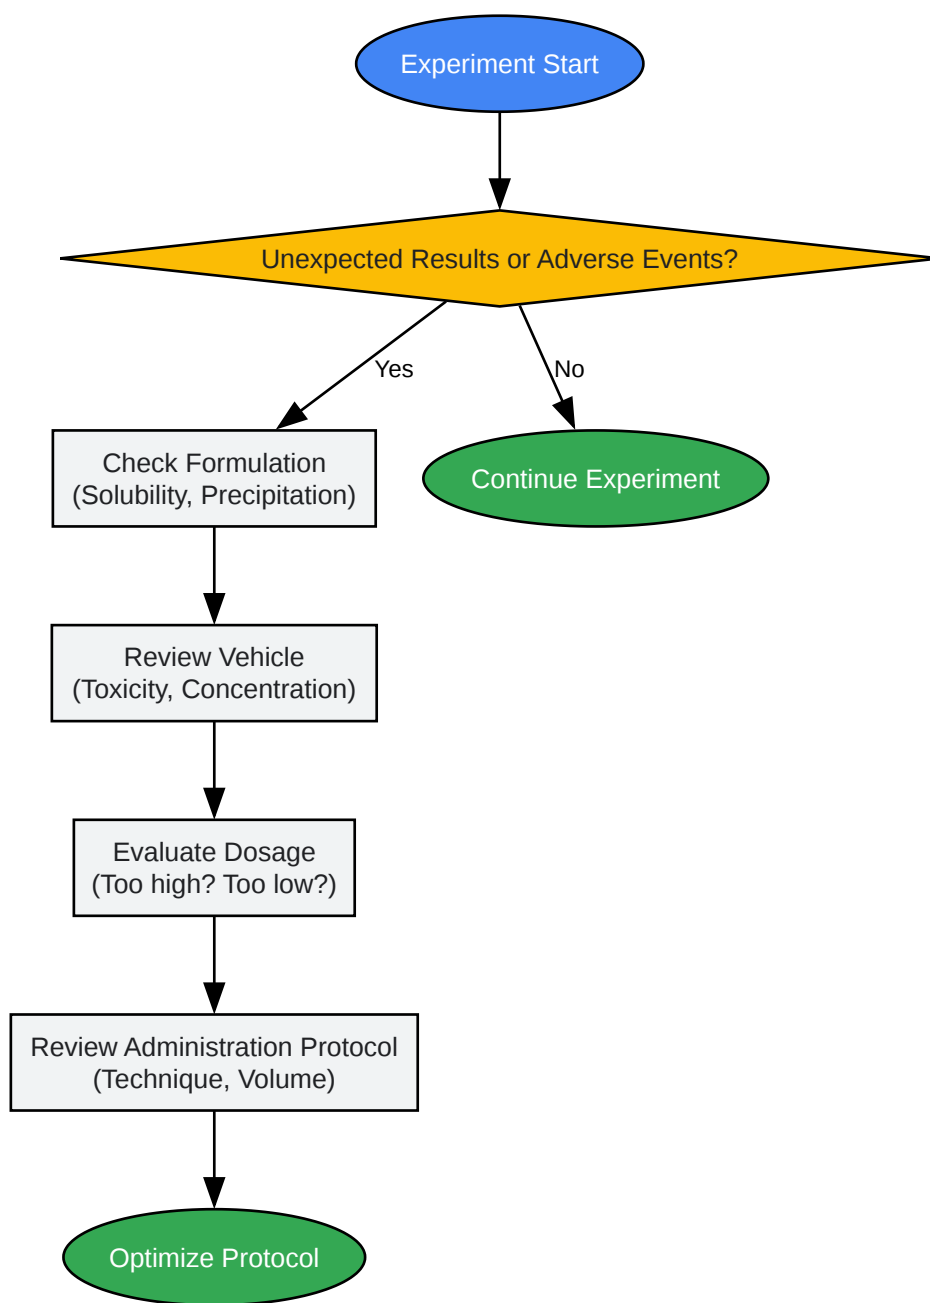 Experiment Start
Unexpected Results or Adverse Events?
Yes
No
Check Formulation
(Solubility, Precipitation)
Continue Experiment
Review Vehicle
(Toxicity, Concentration)
Evaluate Dosage
(Too high? Too low?)
Review Administration Protocol
(Technique, Volume)
Optimize Protocol